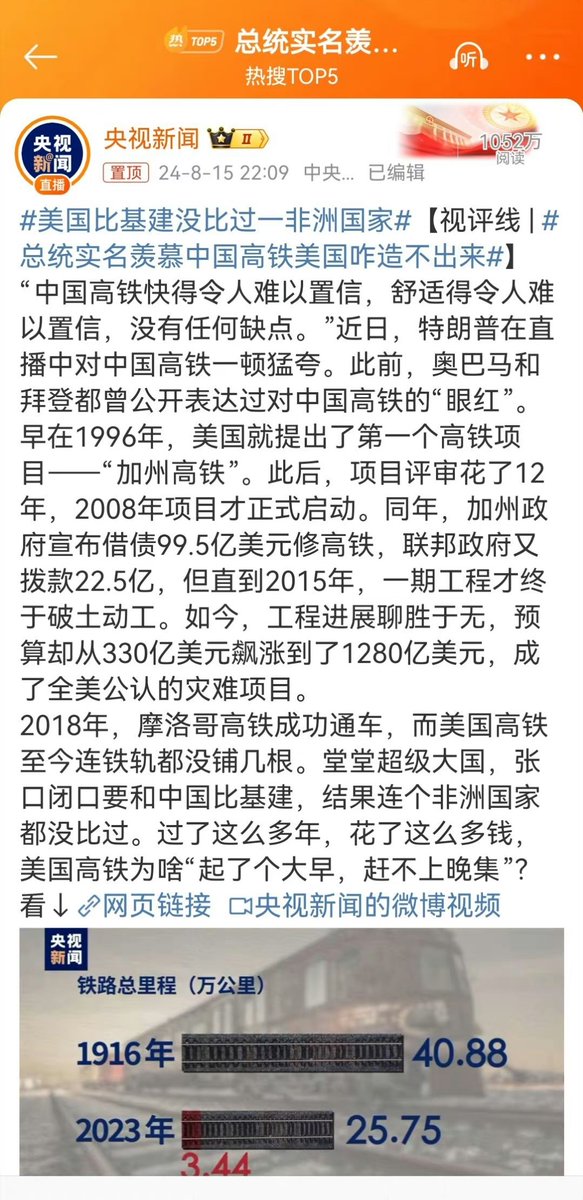 热 TOP5 总统实名羡...
热搜TOP5
听
央视新闻
直播
央视新闻 II
1052万
阅读
置顶 24-8-15 22:09 中央... 已编辑
#美国比基建没比过一非洲国家#【视评线 | #
总统实名羡慕中国高铁美国咋造不出来#】
“中国高铁快得令人难以置信，舒适得令人难
以置信，没有任何缺点。”近日，特朗普在直
播中对中国高铁一顿猛夸。此前，奥巴马和
拜登都曾公开表达过对中国高铁的“眼红”。
早在1996年，美国就提出了第一个高铁项
目——“加州高铁”。此后，项目评审花了12
年，2008年项目才正式启动。同年，加州政
府宣布借债99.5亿美元修高铁，联邦政府又
拨款22.5亿，但直到2015年，一期工程才终
于破土动工。如今，工程进展聊胜于无，预
算却从330亿美元飙涨到了1280亿美元，成
了全美公认的灾难项目。
2018年，摩洛哥高铁成功通车，而美国高铁
至今连铁轨都没铺几根。堂堂超级大国，张
口闭口要和中国比基建，结果连个非洲国家
都没比过。过了这么多年，花了这么多钱，
美国高铁为啥“起了个大早，赶不上晚集”？
看↓ 网页链接 央视新闻的微博视频
央视
新闻
铁路总里程（万公里）
1916年 40.88
2023年 25.75
3.44